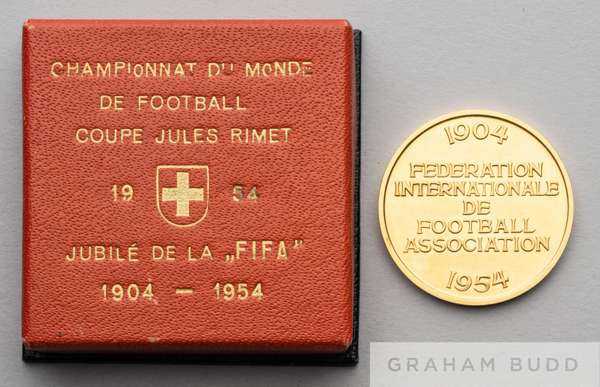 CHAMPIONNAT DU MONDE
DE FOOTBALL
COUPE JULES RIMET
19 54
JUBILÉ DE LA „FIFA”
1904 — 1954
1904
FEDERATION
INTERNATIONALE
DE
FOOTBALL
ASSOCIATION
1954
GRAHAM BUDD